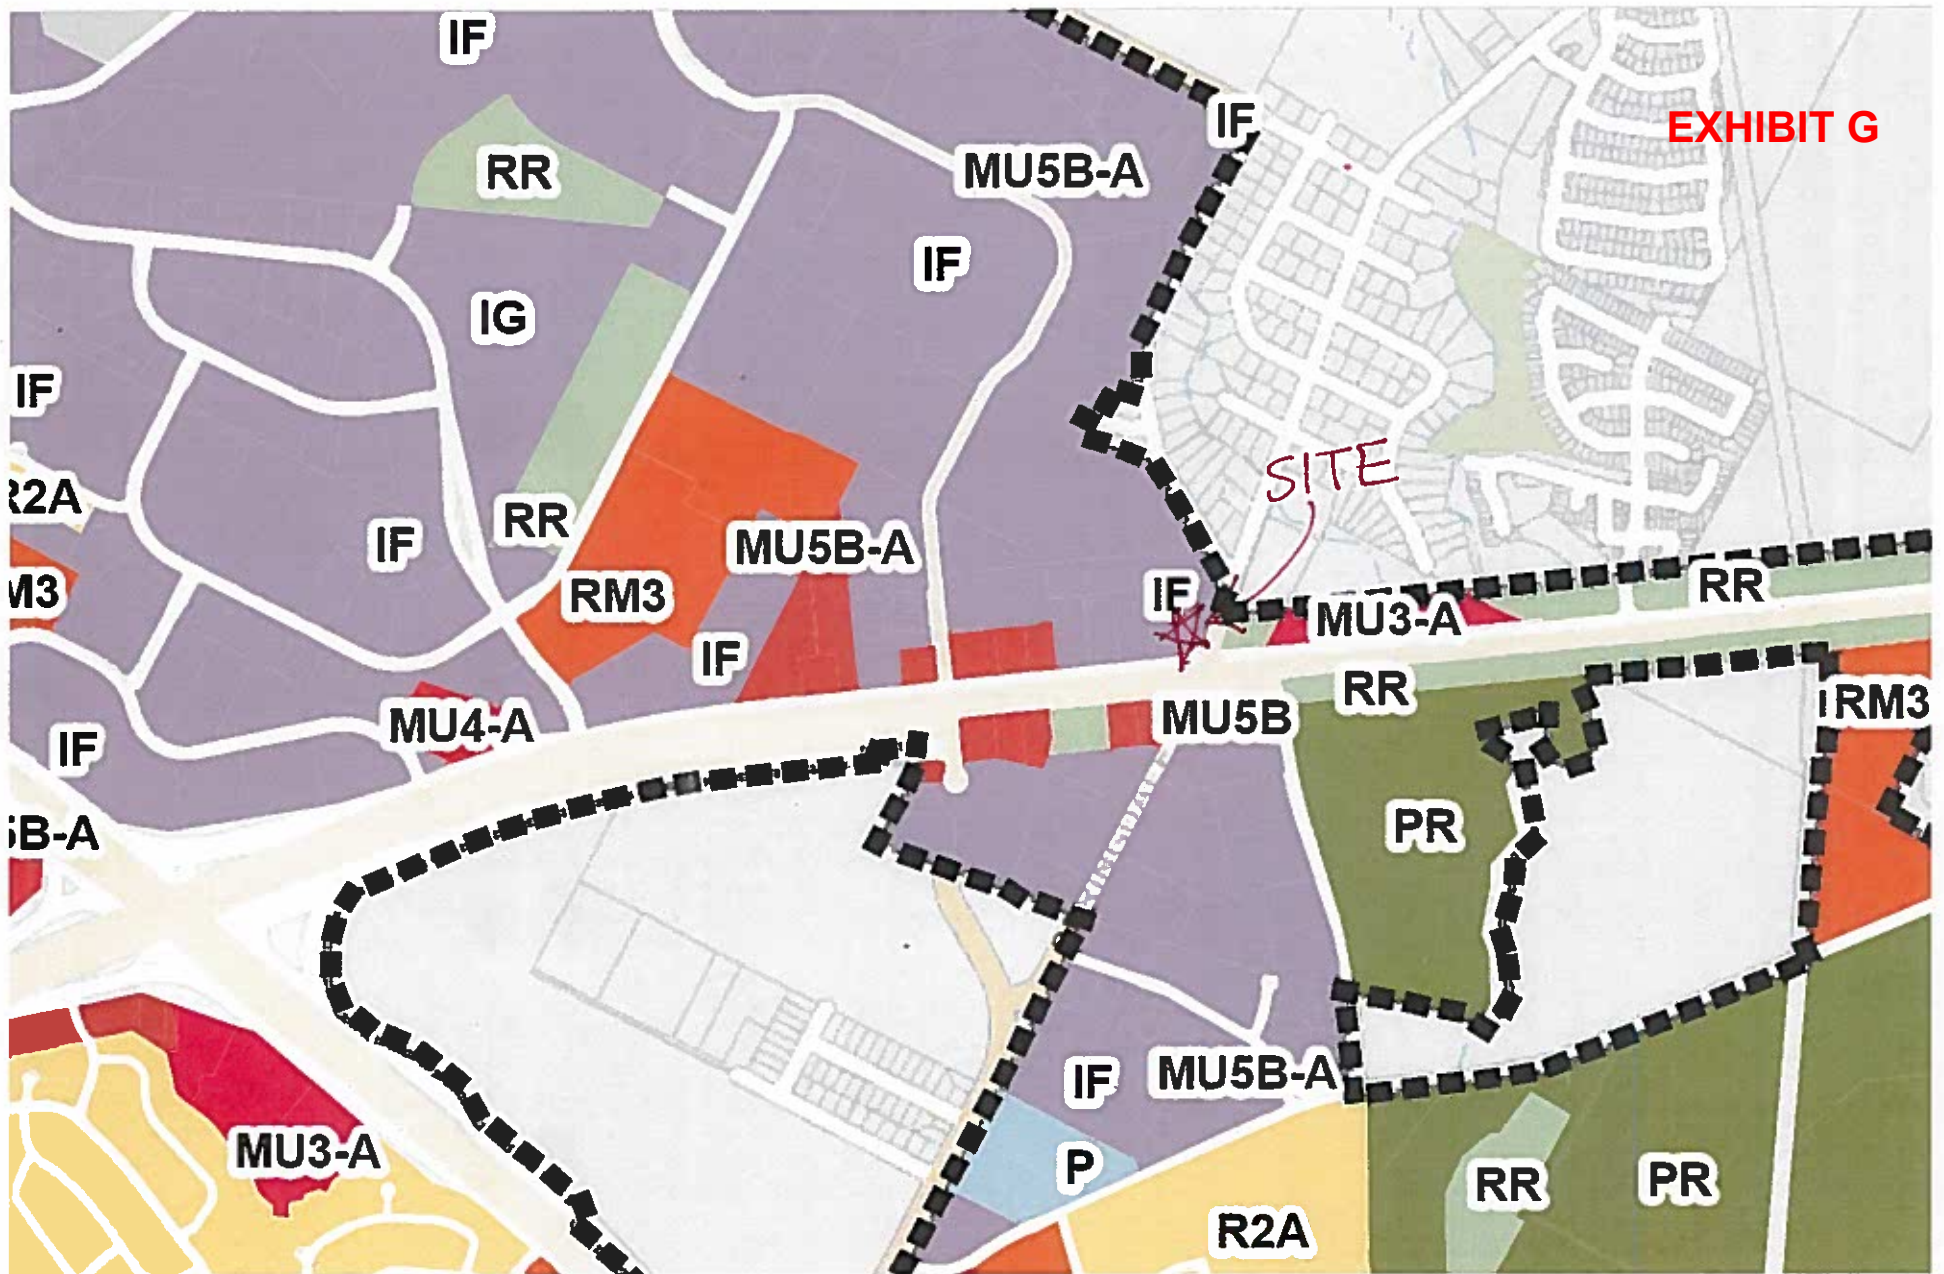 IF
EXHIBIT G
IF
RR
MU5B-A
IF
IG
IF
SITE
R2A
RR
IF
MU5B-A
RR
M3
RM3
IF
MU3-A
IF
RR
RM3
MU4-A
MU5B
IF
5B-A
PR
IF
MU5B-A
MU3-A
P
RR
PR
R2A